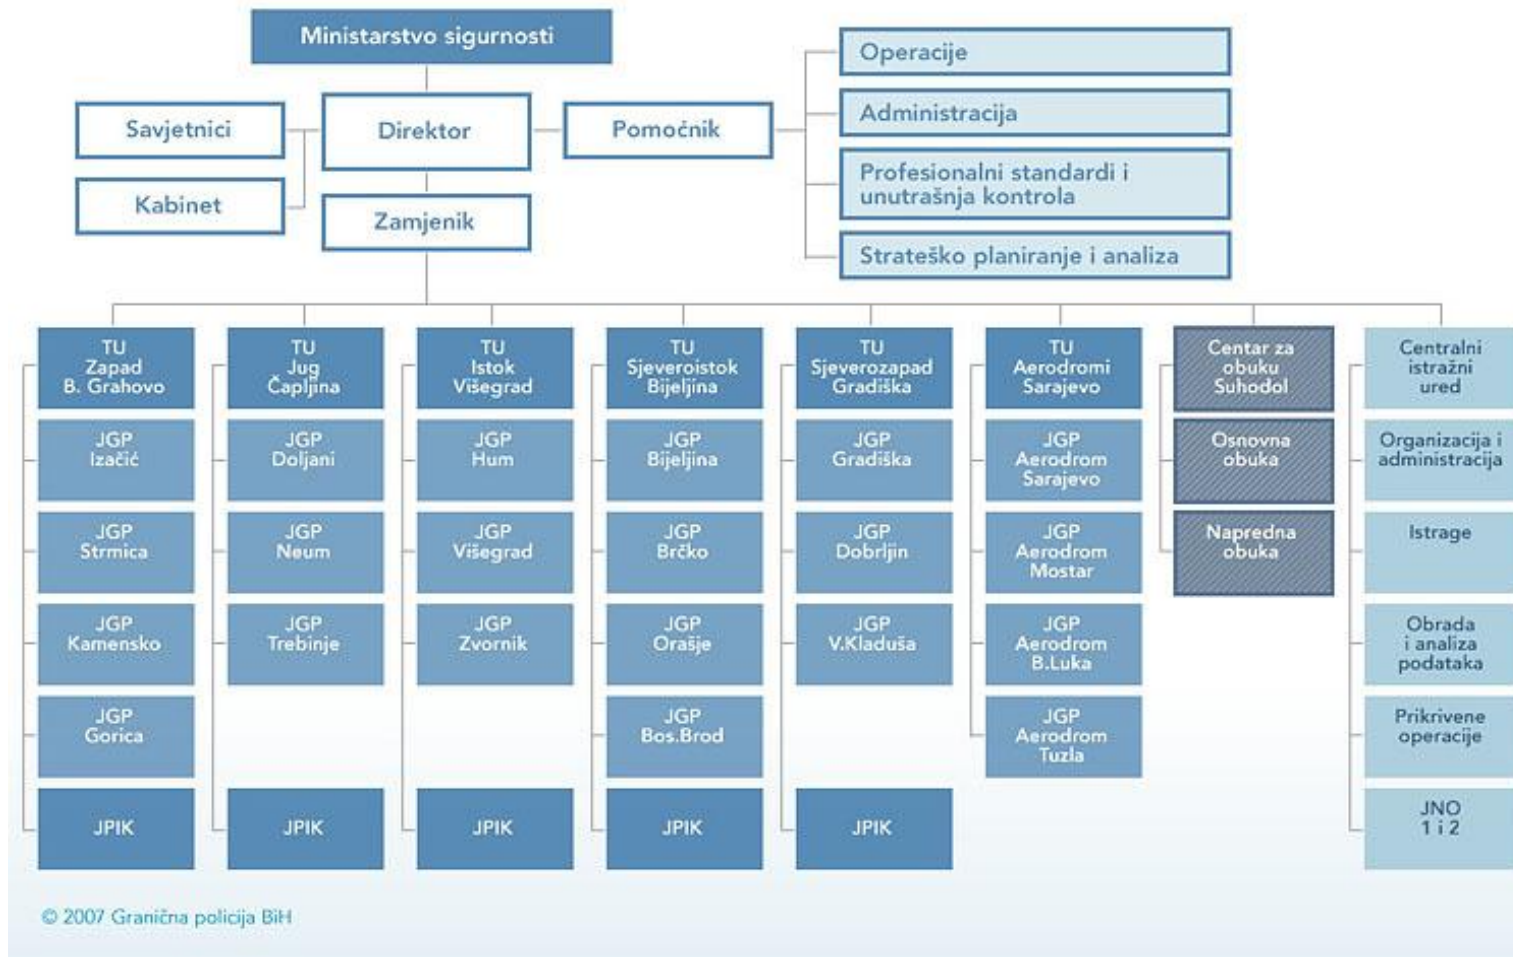 Ministarstvo sigurnosti
Savjetnici
Direktor
Pomoćnik
Kabinet
Zamjenik
Operacije
Administracija
Profesionalni standardi i
unutrašnja kontrola
Strateško planiranje i analiza
TU
Zapad
B. Grahovo
JGP
Izačić
JGP
Strmica
JGP
Kamensko
JGP
Gorica
JPIK
TU
Jug
Čapljina
JGP
Doljani
JGP
Neum
JGP
Trebinje
JPIK
TU
Istok
Višegrad
JGP
Hum
JGP
Višegrad
JGP
Zvornik
JPIK
TU
Sjeveroistok
Bijeljina
JGP
Bijeljina
JGP
Brčko
JGP
Orašje
JGP
Bos.Brod
JPIK
TU
Sjeverozapad
Gradiška
JGP
Gradiška
JGP
Dobrljin
JGP
V.Kladuša
JPIK
TU
Aerodromi
Sarajevo
JGP
Aerodrom
Sarajevo
JGP
Aerodrom
Mostar
JGP
Aerodrom
B.Luka
JGP
Aerodrom
Tuzla
Centar za
obuku
Suhodol
Osnovna
obuka
Napredna
obuka
Centralni
istražni
ured
Organizacija i
administracija
Istrage
Obrada
i analiza
podataka
Prikrivene
operacije
JNO
1 i 2
© 2007 Granična policija BiH